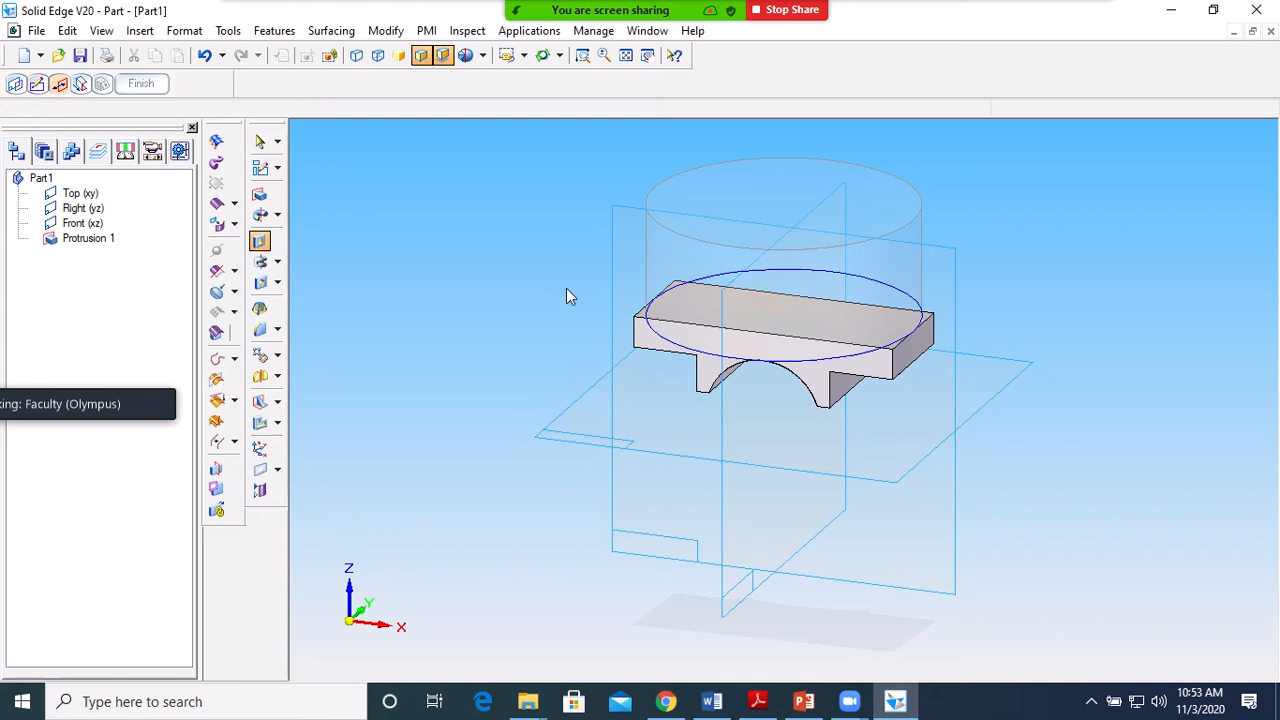 Solid Edge V20 - Part - [Part1]
You are screen sharing
Stop Share
File Edit View Insert Format Tools Features Surfacing Modify PMI Inspect Applications Manage Window Help
Finish
Part1
Top (xy)
Right (yz)
Front (xz)
Protrusion 1
king: Faculty (Olympus)
Z
Y
X
Type here to search
10:53 AM
11/3/2020